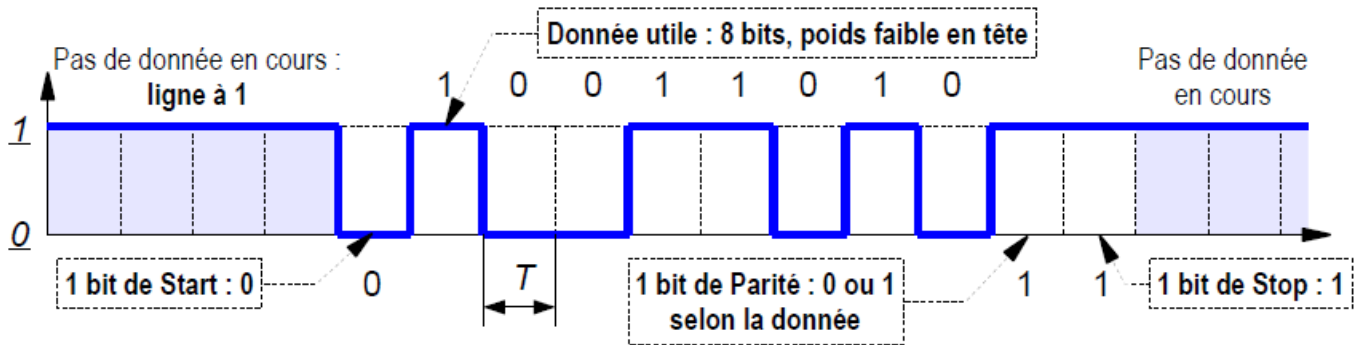 Donnée utile : 8 bits, poids faible en tête
Pas de donnée en cours :
ligne à 1
1 0 0 1 1 0 1 0
Pas de donnée
en cours
1
0
1 bit de Start : 0
0
T
1 bit de Parité : 0 ou 1
selon la donnée
1
1
1 bit de Stop : 1